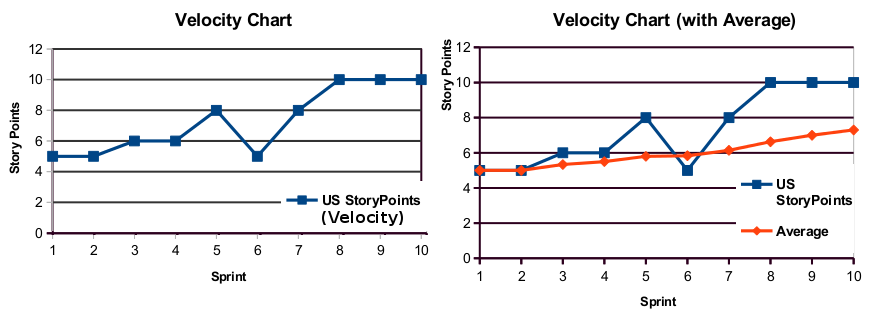 Velocity Chart
12
10
8
6
4
2
0
Story Points
1 2 3 4 5 6 7 8 9 10
Sprint
US StoryPoints
(Velocity)
Velocity Chart (with Average)
12
10
8
6
4
2
0
Story Points
1 2 3 4 5 6 7 8 9 10
Sprint
US
StoryPoints
Average